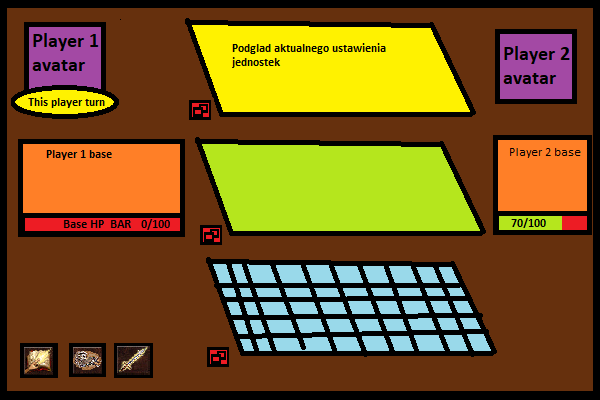 Player 1
avatar
This player turn
Podglad aktualnego ustawienia
jednostek
Player 2
avatar
Player 1 base
Base HP BAR 0/100
Player 2 base
70/100